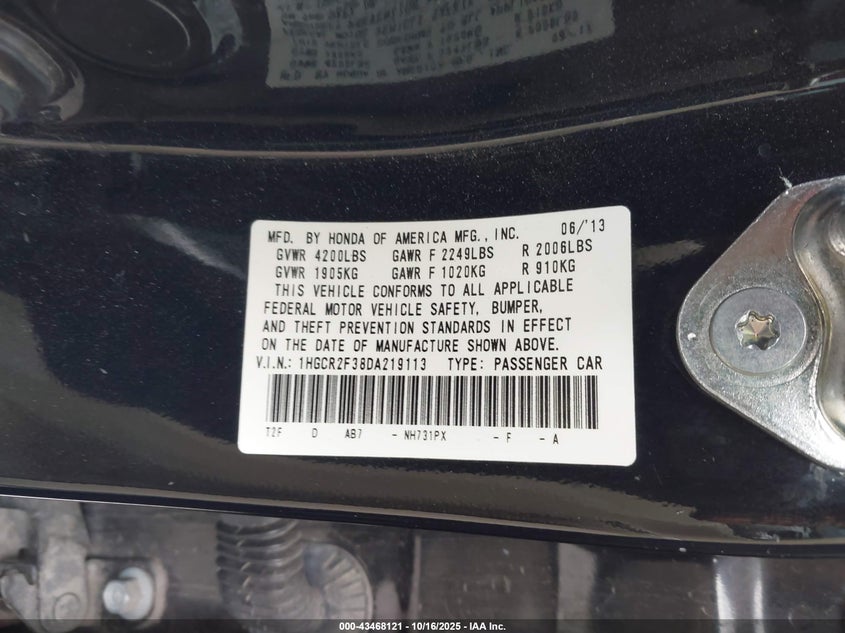 MFD. BY HONDA OF AMERICA MFG., INC. 06/'13
GVWR 4200LBS GAWR F 2249LBS R 2006LBS
GVWR 1905KG GAWR F 1020KG R 910KG
THIS VEHICLE CONFORMS TO ALL APPLICABLE
FEDERAL MOTOR VEHICLE SAFETY, BUMPER,
AND THEFT PREVENTION STANDARDS IN EFFECT
ON THE DATE OF MANUFACTURE SHOWN ABOVE.
V.I.N.: 1HGCR2F38DA219113 TYPE: PASSENGER CAR
T2F D AB7 - NH731PX - F - A
000-43468121 | 10/16/2025 – IAA Inc.